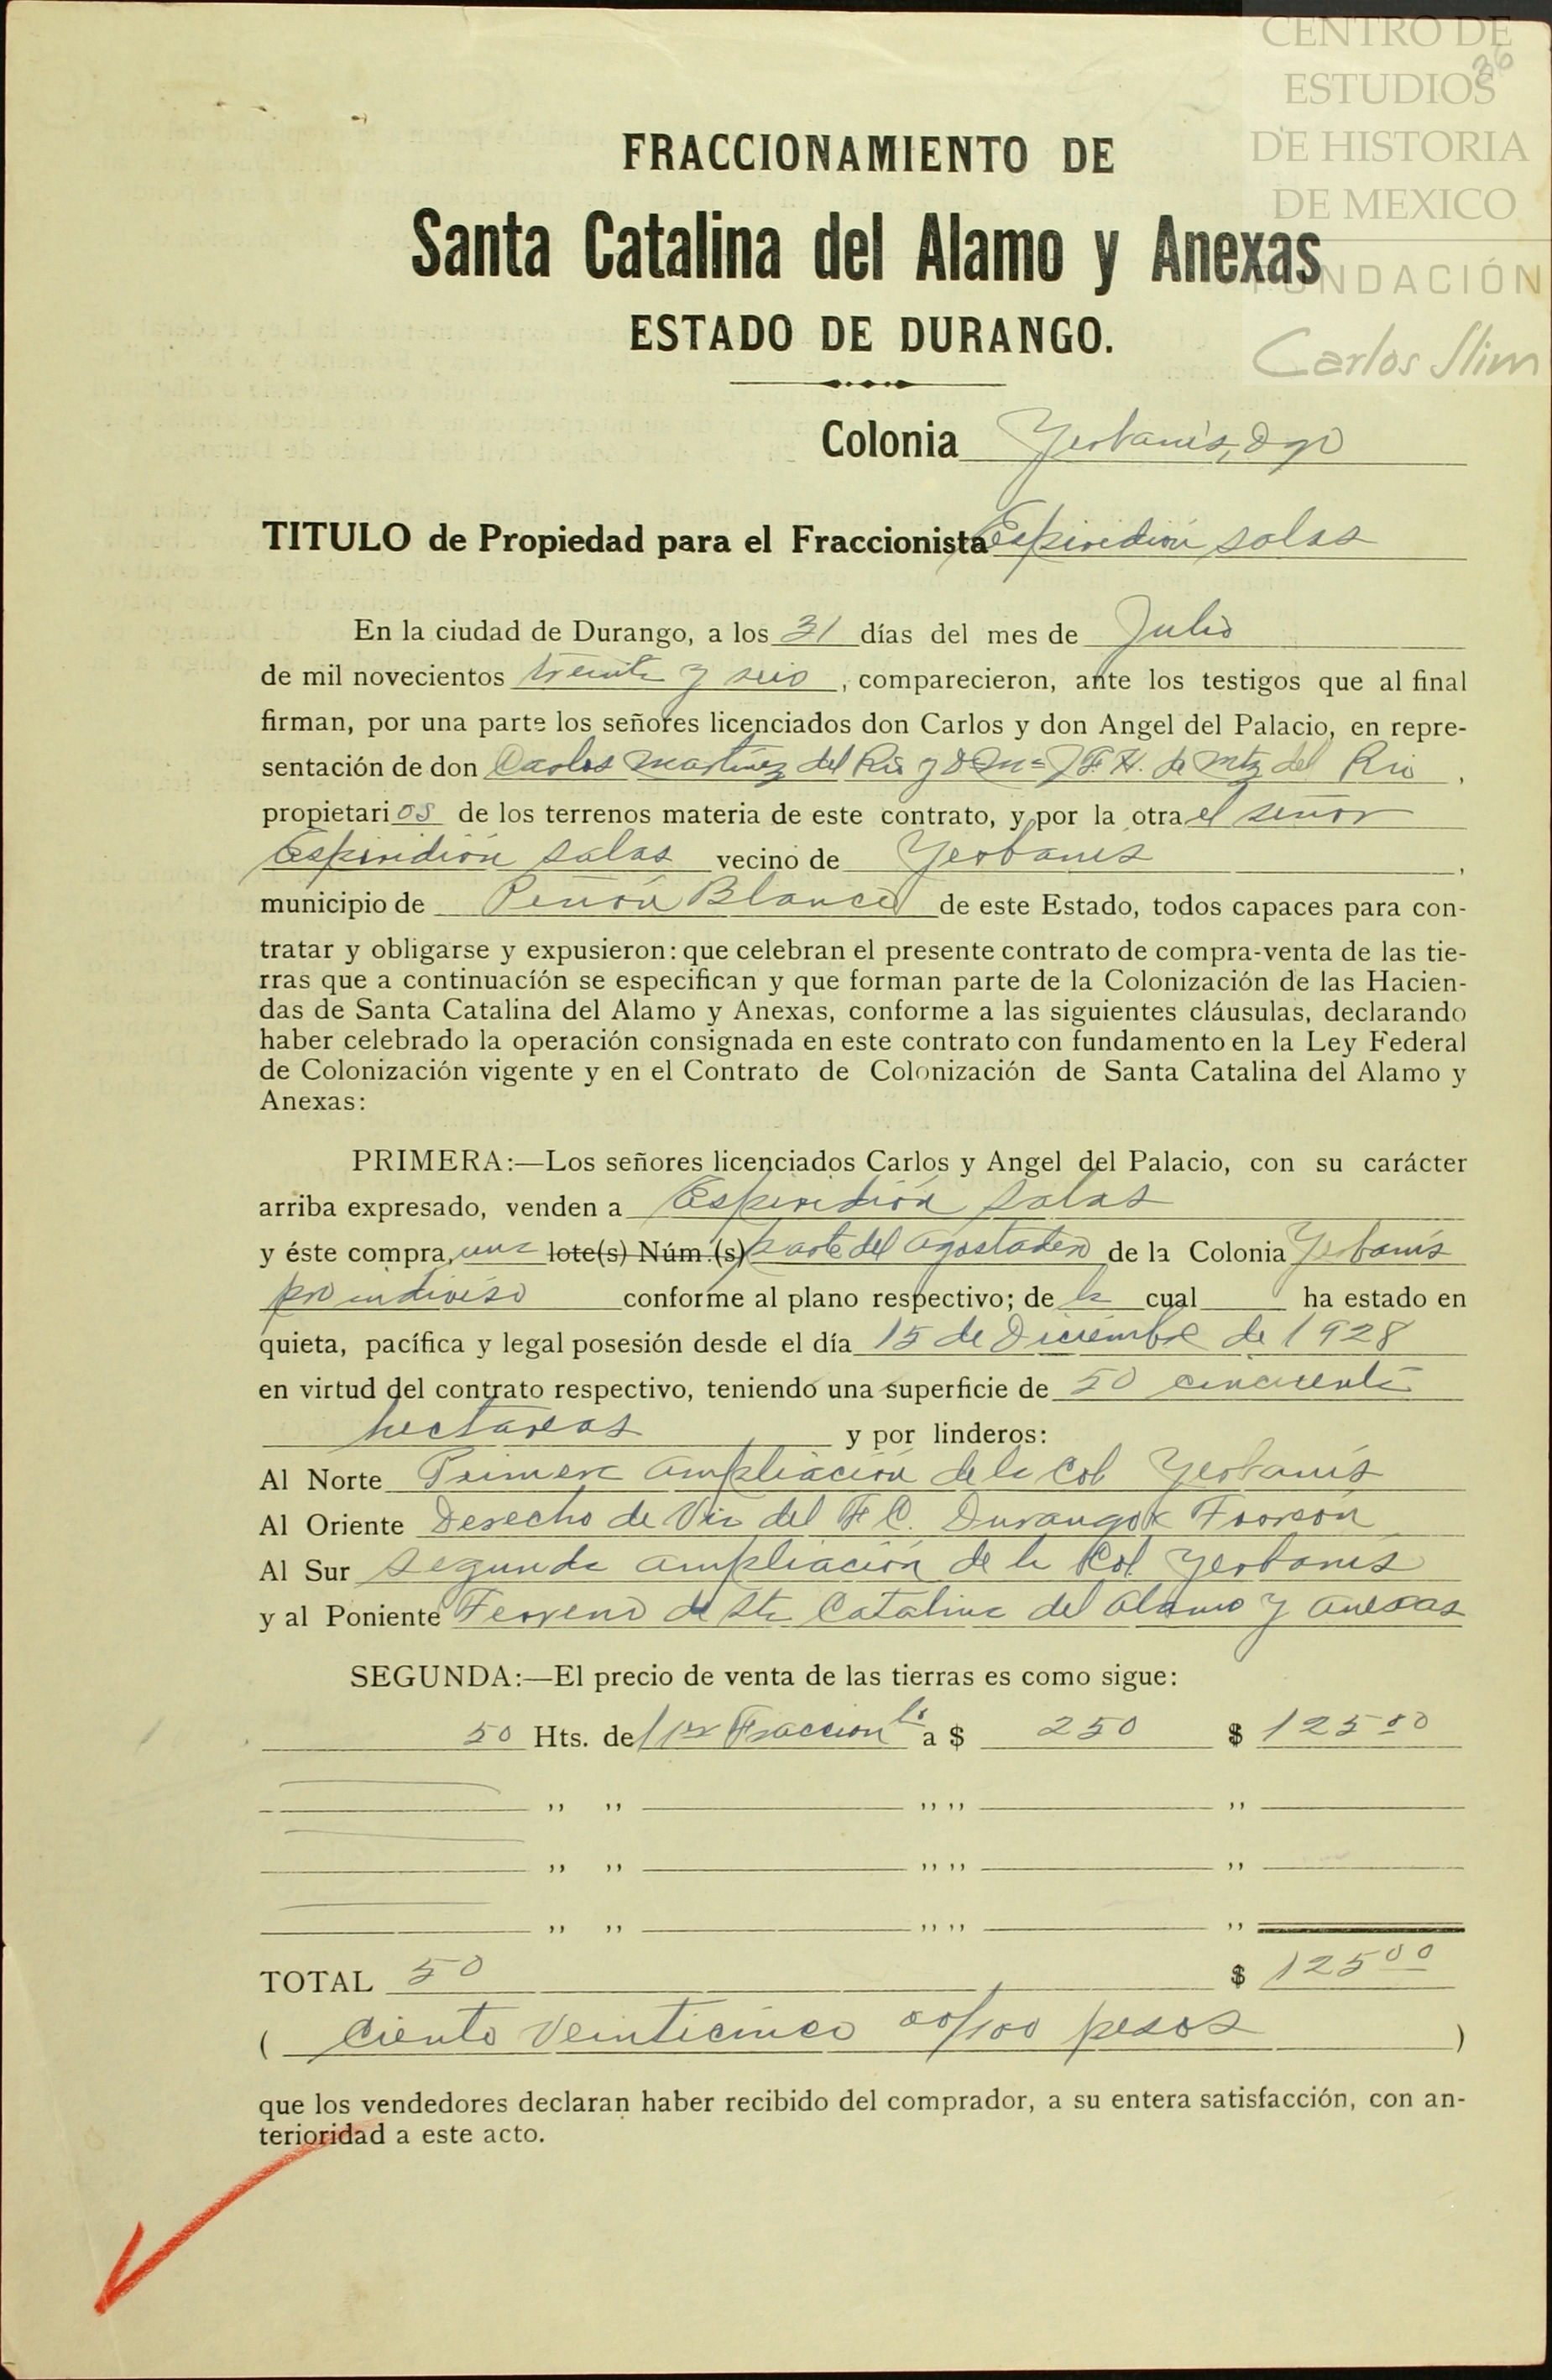 CENTRO DE
ESTUDIOS
DE HISTORIA
DE MEXICO
FUNDACIÓN
Carlos Slim
36
FRACCIONAMIENTO DE
Santa Catalina del Alamo y Anexas
ESTADO DE DURANGO.
Colonia Yerbanis, Dgo
TITULO de Propiedad para el Fraccionista Espiridión Salas
En la ciudad de Durango, a los 31 días del mes de Julio
de mil novecientos treinta y seis, comparecieron, ante los testigos que al final
firman, por una parte los señores licenciados don Carlos y don Angel del Palacio, en repre-
sentación de don Carlos Martínez del Río y de Mtz del Rio,
propietarios de los terrenos materia de este contrato, y por la otra el señor
Espiridión Salas vecino de Yerbanis,
municipio de Peñón Blanco de este Estado, todos capaces para con-
tratar y obligarse y expusieron: que celebran el presente contrato de compra-venta de las tie-
rras que a continuacíón se especifican y que forman parte de la Colonización de las Hacien-
das de Santa Catalina del Alamo y Anexas, conforme a las siguientes cláusulas, declarando
haber celebrado la operación consignada en este contrato con fundamento en la Ley Federal
de Colonización vigente y en el Contrato de Colonización de Santa Catalina del Alamo y
Anexas:
PRIMERA:—Los señores licenciados Carlos y Angel del Palacio, con su carácter
arriba expresado, venden a Espiridión Salas
y éste compra, una lote(s) Núm.(s) parte del agostadero de la Colonia Yerbanís
pro indiviso conforme al plano respectivo; de la cual ha estado en
quieta, pacífica y legal posesión desde el día 15 de Diciembre de 1928
en virtud del contrato respectivo, teniendo una superficie de 50 cincuenta
hectáreas y por linderos:
Al Norte Primera ampliación de la Col Yerbanís
Al Oriente Derecho de Vía del F.C. Durango Torreón
Al Sur Segunda ampliación de la Col Yerbanis
y al Poniente Terreno de Sta Catalina del Alamo y anexas
SEGUNDA:—El precio de venta de las tierras es como sigue:
50 Hts. de Fraccion a $ 250 $ 125.00
,, ,, ,, ,, ,,
,, ,, ,, ,, ,,
,, ,, ,, ,, ,,
TOTAL 50 $ 125.00
( Ciento veinticinco 00/100 pesos )
que los vendedores declaran haber recibido del comprador, a su entera satisfacción, con an-
terioridad a este acto.